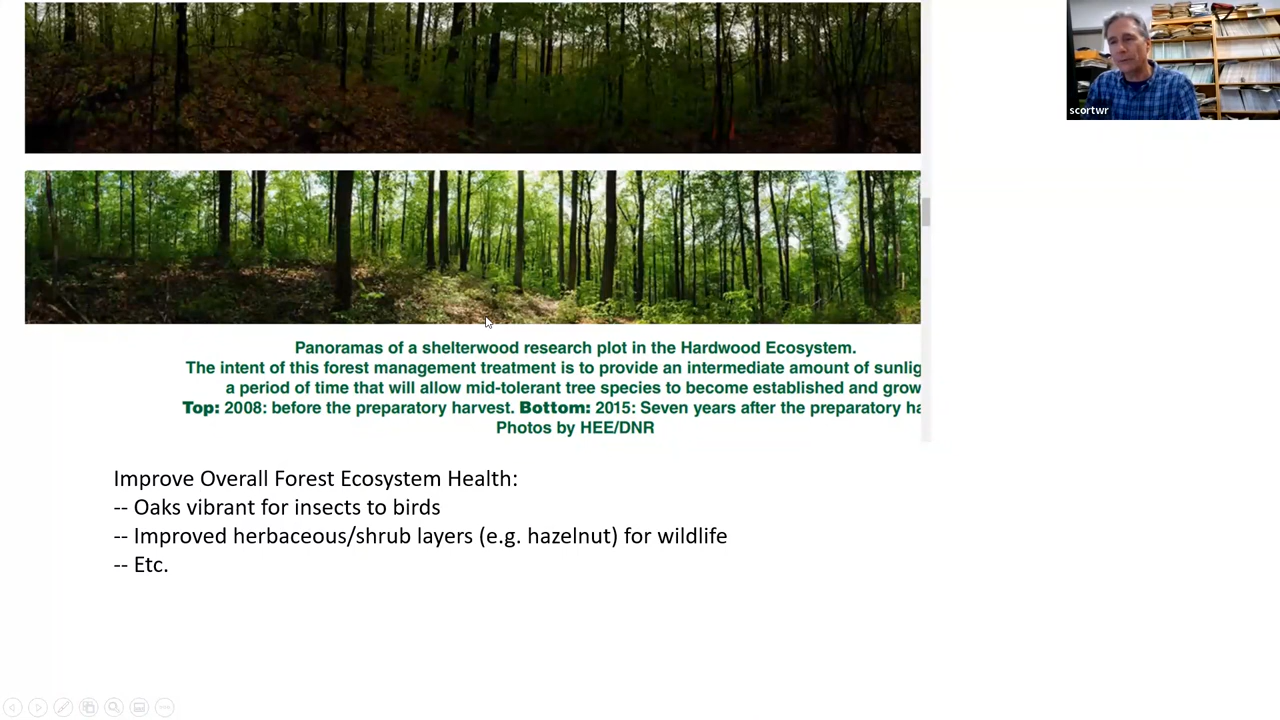 scortwr
Panoramas of a shelterwood research plot in the Hardwood Ecosystem.
The intent of this forest management treatment is to provide an intermediate amount of
a period of time that will allow mid-tolerant tree species to become established and grow
Top: 2008: before the preparatory harvest. Bottom: 2015: Seven years after the preparatory
Photos by HEE/DNR
Improve Overall Forest Ecosystem Health:
-- Oaks vibrant for insects to birds
-- Improved herbaceous/shrub layers (e.g. hazelnut) for wildlife
-- Etc.